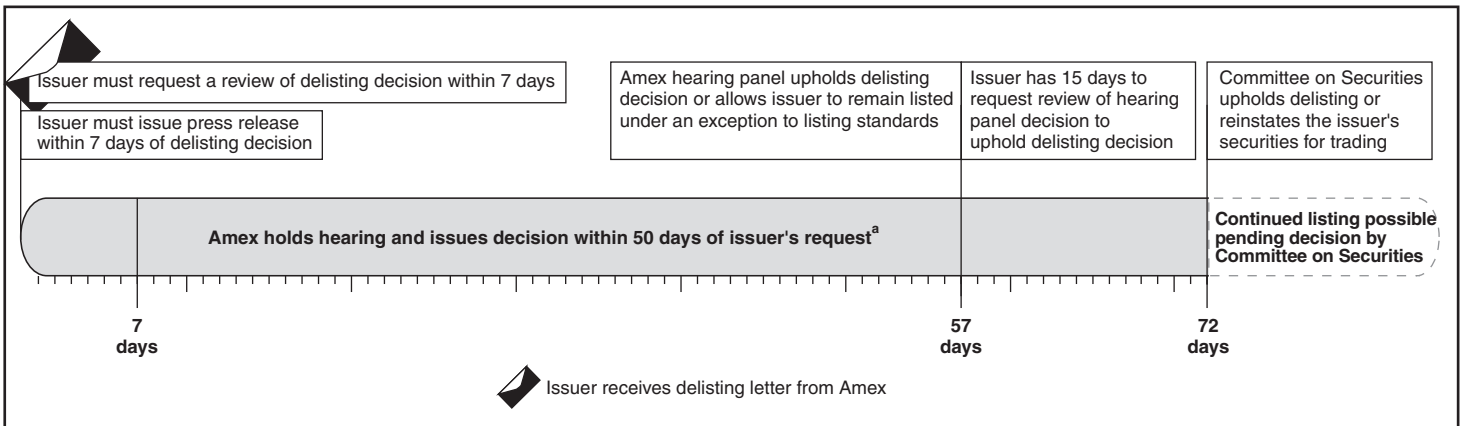 Issuer must request a review of delisting decision within 7 days
Issuer must issue press release
within 7 days of delisting decision
Amex hearing panel upholds delisting
decision or allows issuer to remain listed
under an exception to listing standards
Issuer has 15 days to
request review of hearing
panel decision to
uphold delisting decision
Committee on Securities
upholds delisting or
reinstates the issuer's
securities for trading
Amex holds hearing and issues decision within 50 days of issuer's requestᵃ
Continued listing possible
pending decision by
Committee on Securities
7
days
57
days
72
days
Issuer receives delisting letter from Amex